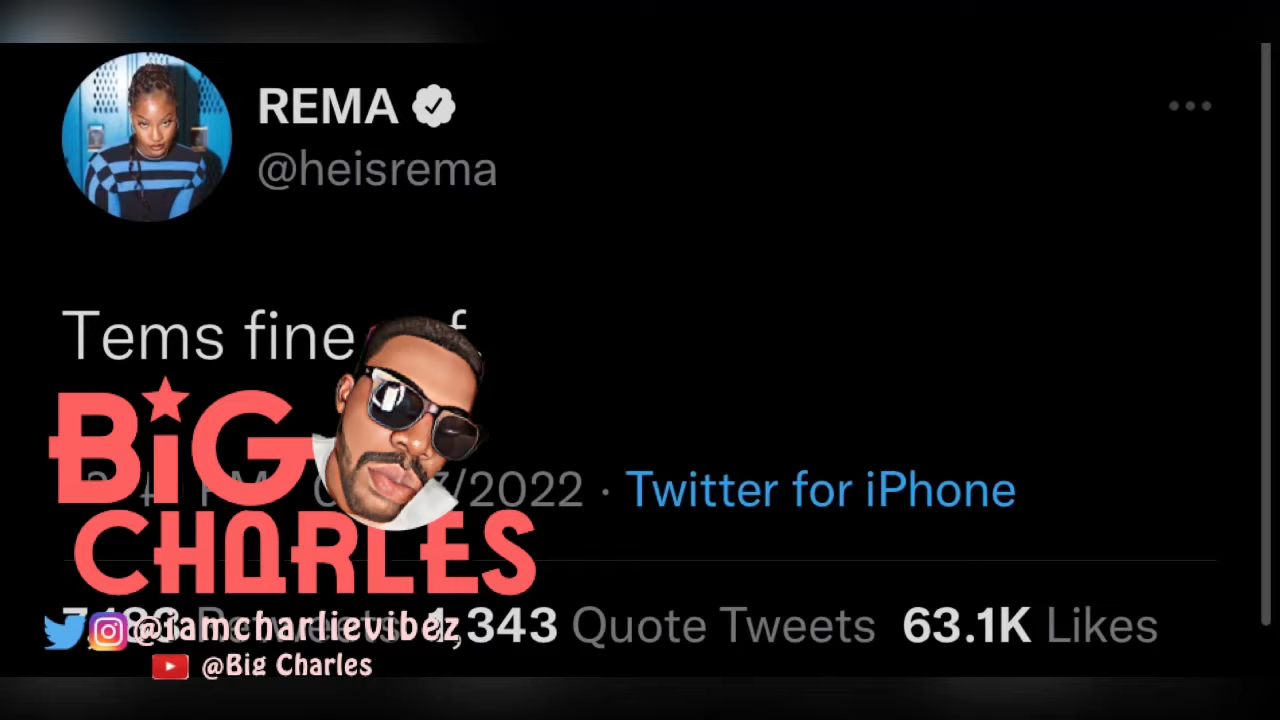 REMA
@heisrema
Tems fine
BiG
CHARLES
/2022 · Twitter for iPhone
@iamcharlievibez
,343 Quote Tweets 63.1K Likes
@Big Charles